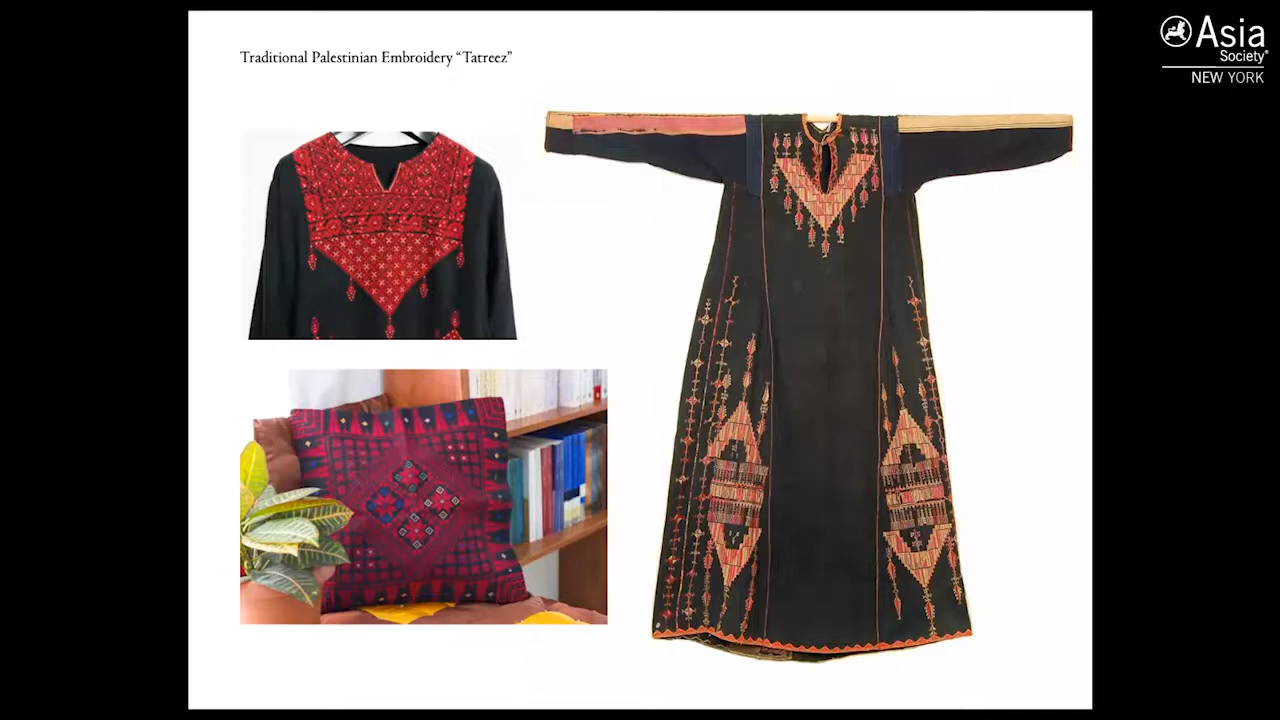 Traditional Palestinian Embroidery “Tatreez”
Asia
Society®
NEW YORK